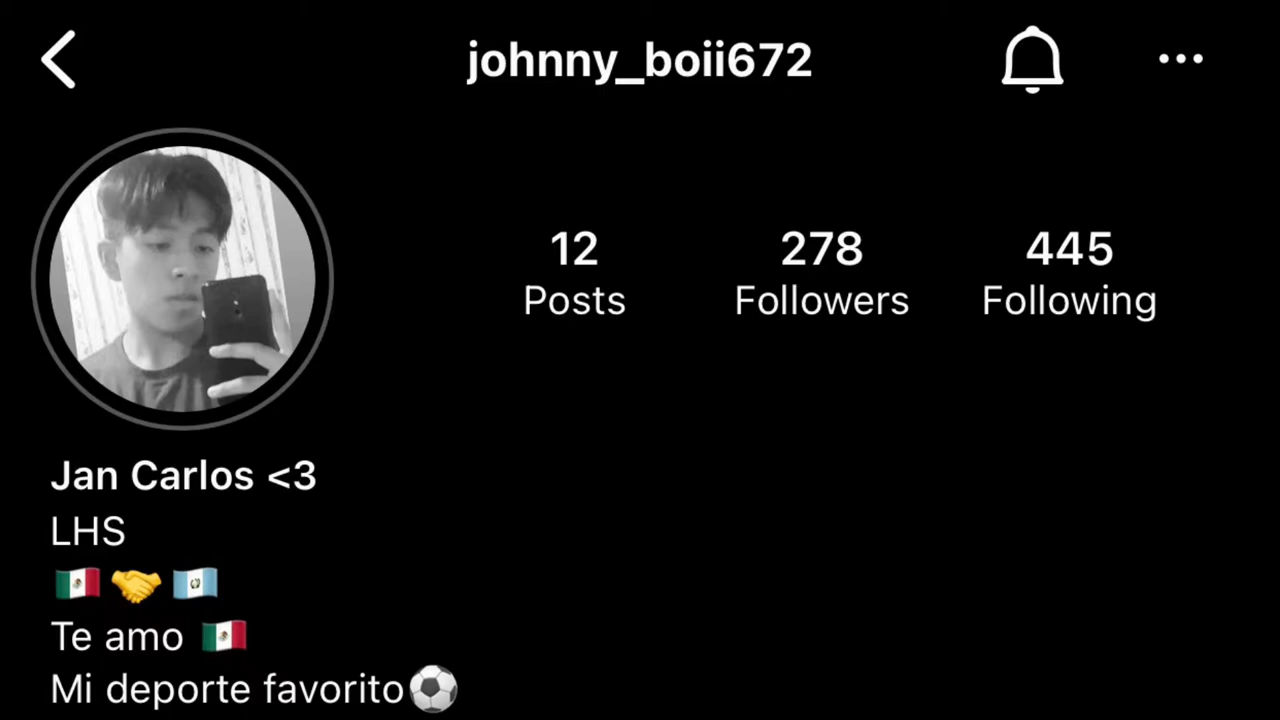 johnny_boii672
12 278 445
Posts Followers Following
Jan Carlos <3
LHS
🇲🇽 🤝 🇬🇹
Te amo 🇲🇽
Mi deporte favorito⚽